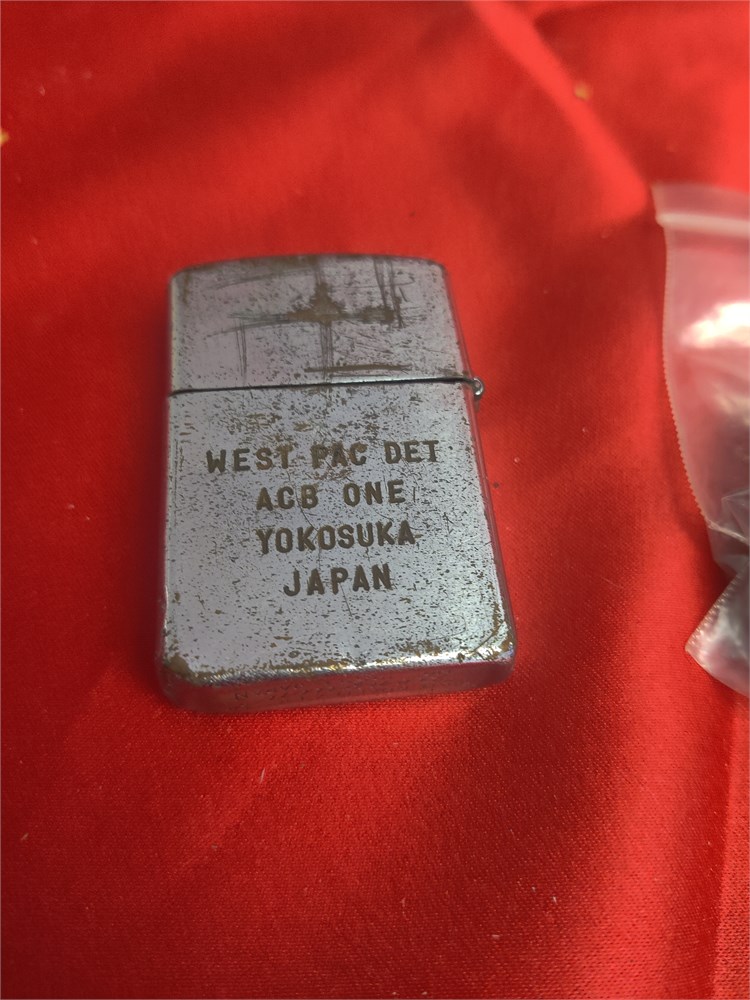 WEST PAC DET
ACB ONE
YOKOSUKA
JAPAN